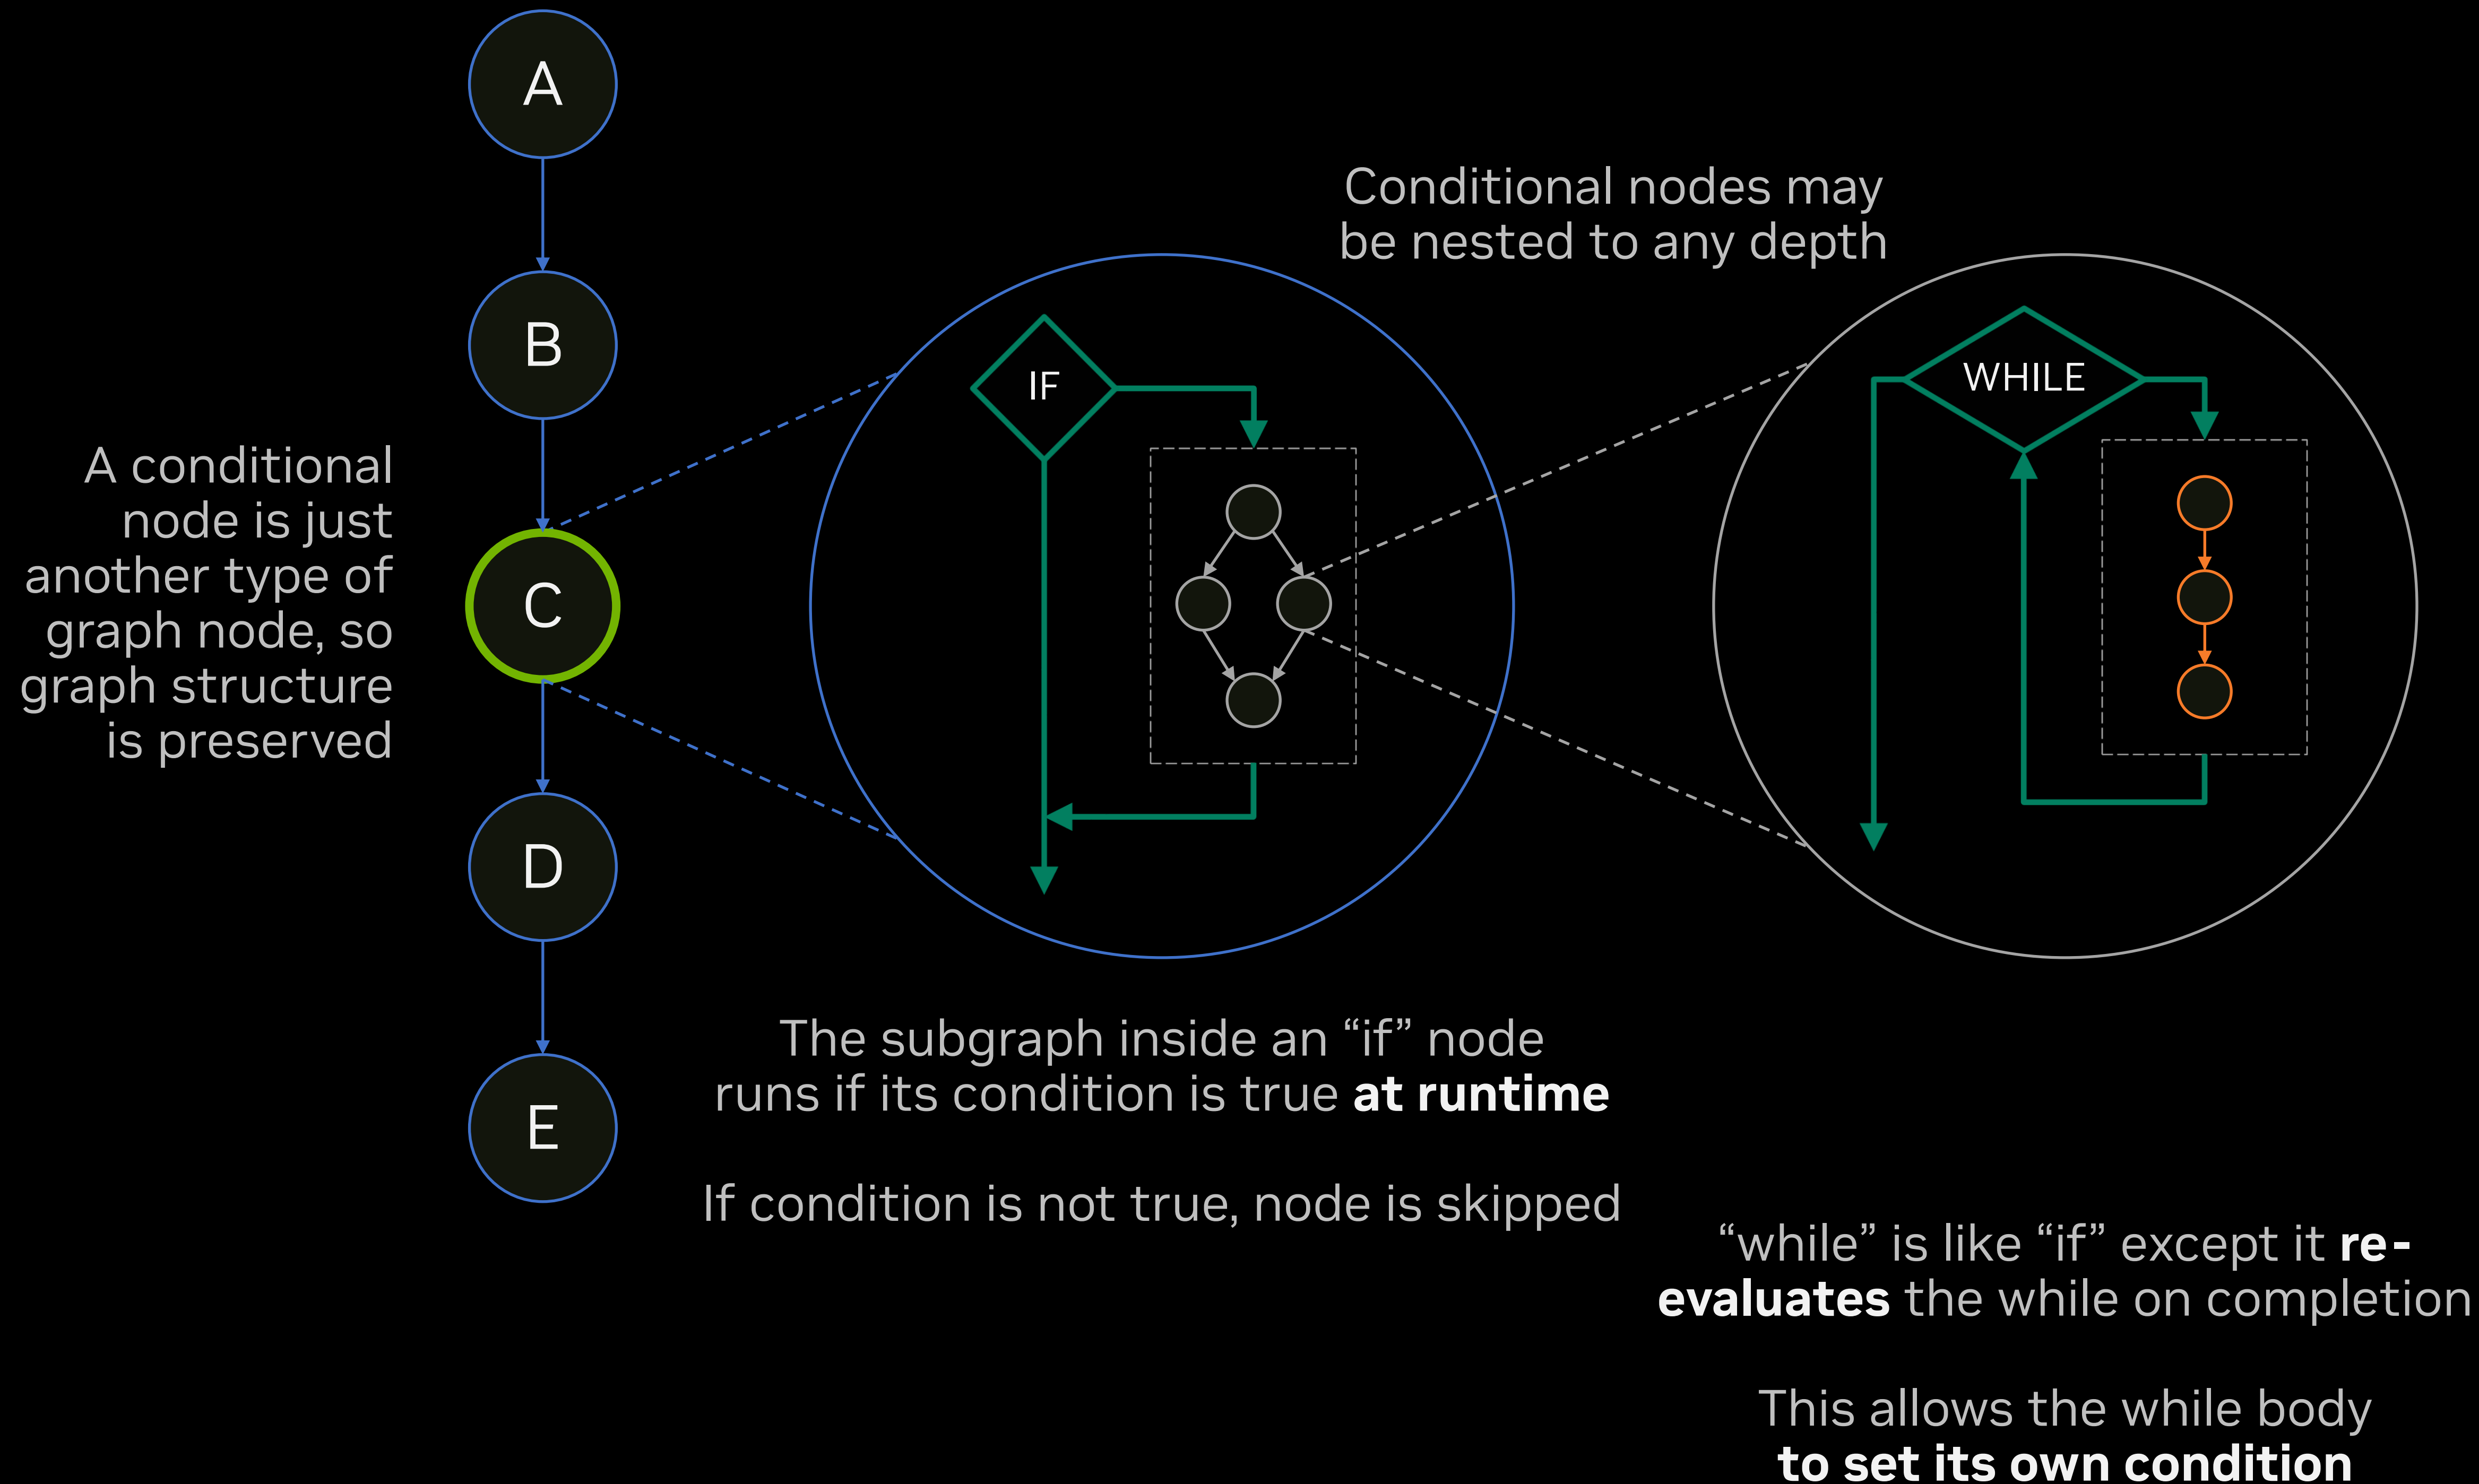 A
B
A conditional
node is just
another type of
graph node, so
graph structure
is preserved
C
D
E
Conditional nodes may
be nested to any depth
IF
WHILE
The subgraph inside an “if” node
runs if its condition is true at runtime
If condition is not true, node is skipped
“while” is like “if” except it re-
evaluates the while on completion
This allows the while body
to set its own condition